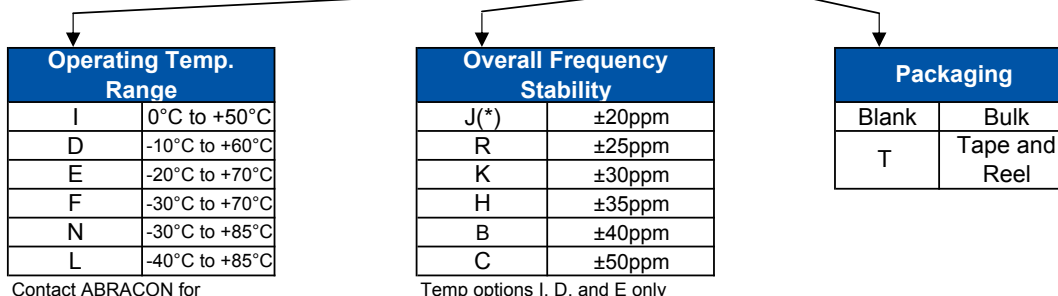 Operating Temp.
Range
I 0°C to +50°C
D -10°C to +60°C
E -20°C to +70°C
F -30°C to +70°C
N -30°C to +85°C
L -40°C to +85°C
Contact ABRACON for
Overall Frequency
Stability
J(*) ±20ppm
R ±25ppm
K ±30ppm
H ±35ppm
B ±40ppm
C ±50ppm
Temp options I, D, and E only
Packaging
Blank Bulk
T Tape and
Reel